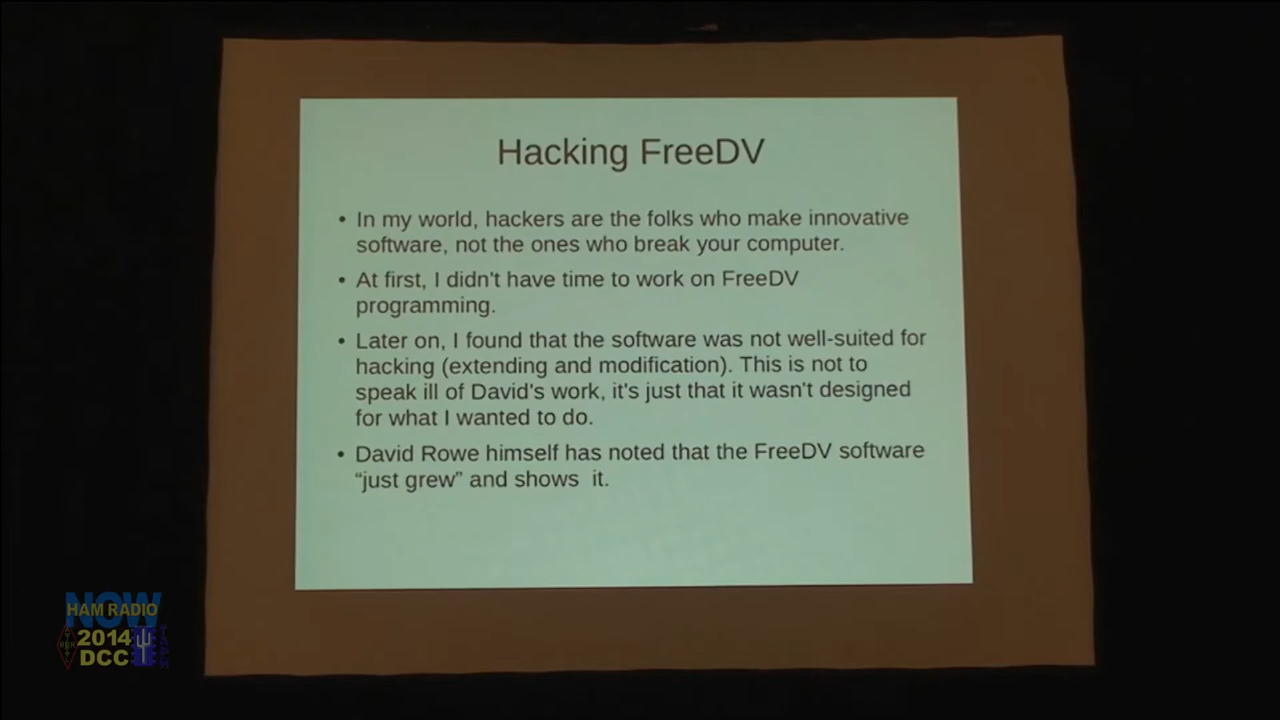 Hacking FreeDV
• In my world, hackers are the folks who make innovative
software, not the ones who break your computer.
• At first, I didn't have time to work on FreeDV
programming.
• Later on, I found that the software was not well-suited for
hacking (extending and modification). This is not to
speak ill of David's work, it's just that it wasn't designed
for what I wanted to do.
• David Rowe himself has noted that the FreeDV software
“just grew” and shows  it.
NOW
HAM RADIO
2014
DCC
TAPR